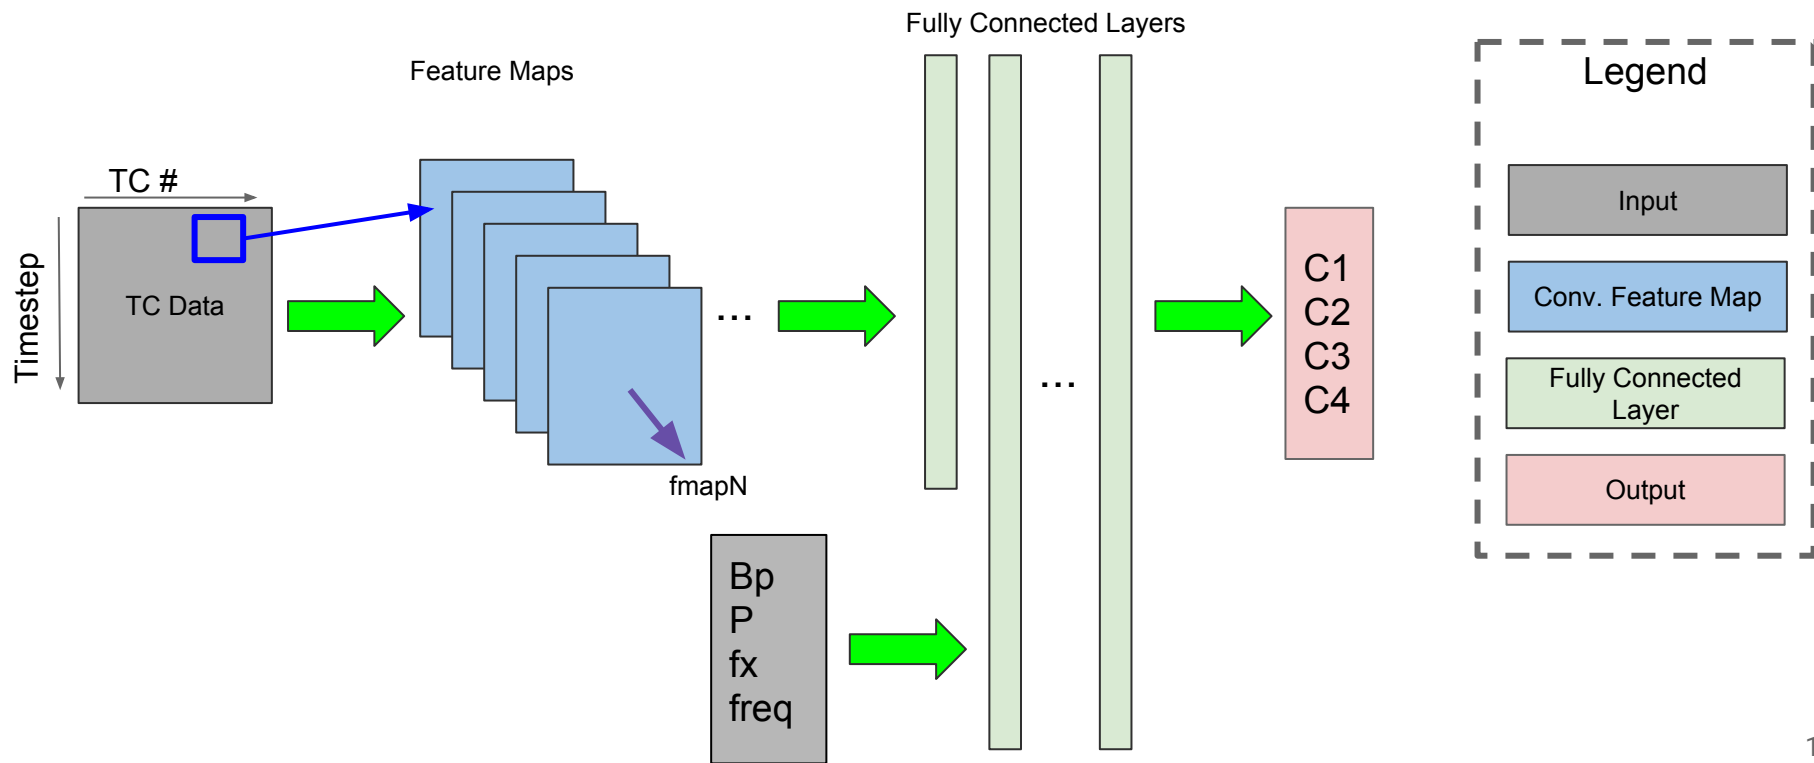 Fully Connected Layers
Feature Maps
TC #
Timestep
TC Data
...
...
fmapN
Bp
P
fx
freq
C1
C2
C3
C4
Legend
Input
Conv. Feature Map
Fully Connected
Layer
Output
1